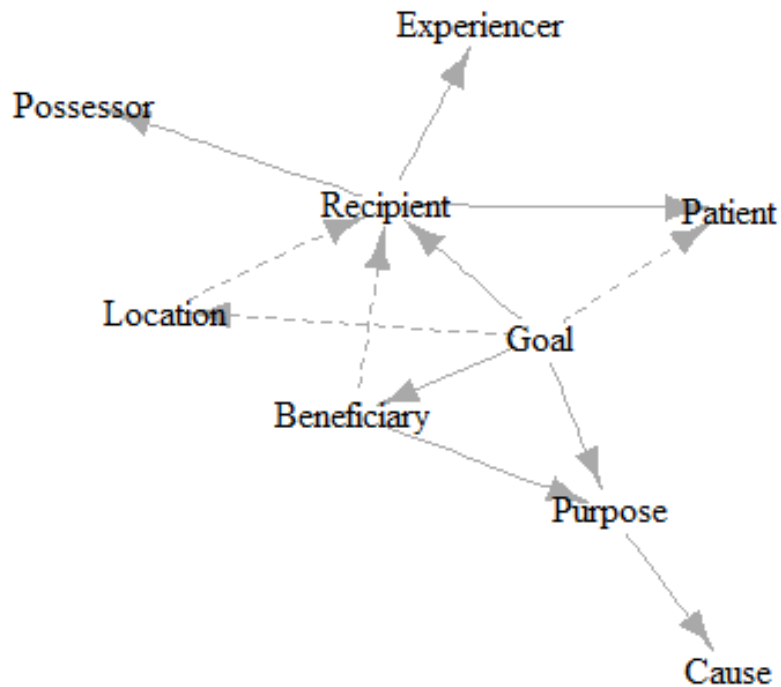 Experiencer
Possessor
Recipient
Patient
Location
Goal
Beneficiary
Purpose
Cause